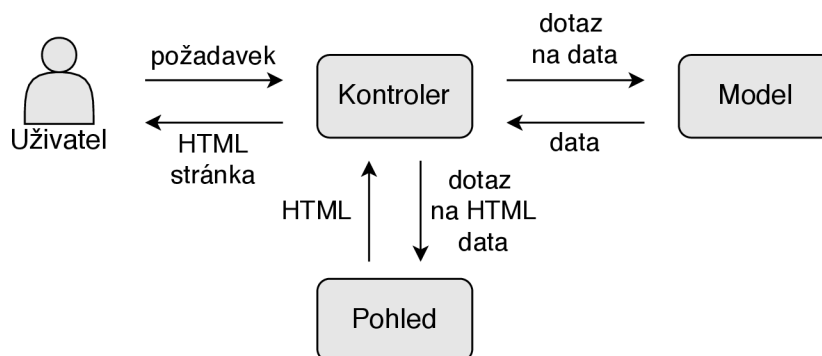 požadavek
dotaz
na data
Kontroler
Model
Uživatel
HTML
stránka
data
HTML
dotaz
na HTML
data
Pohled